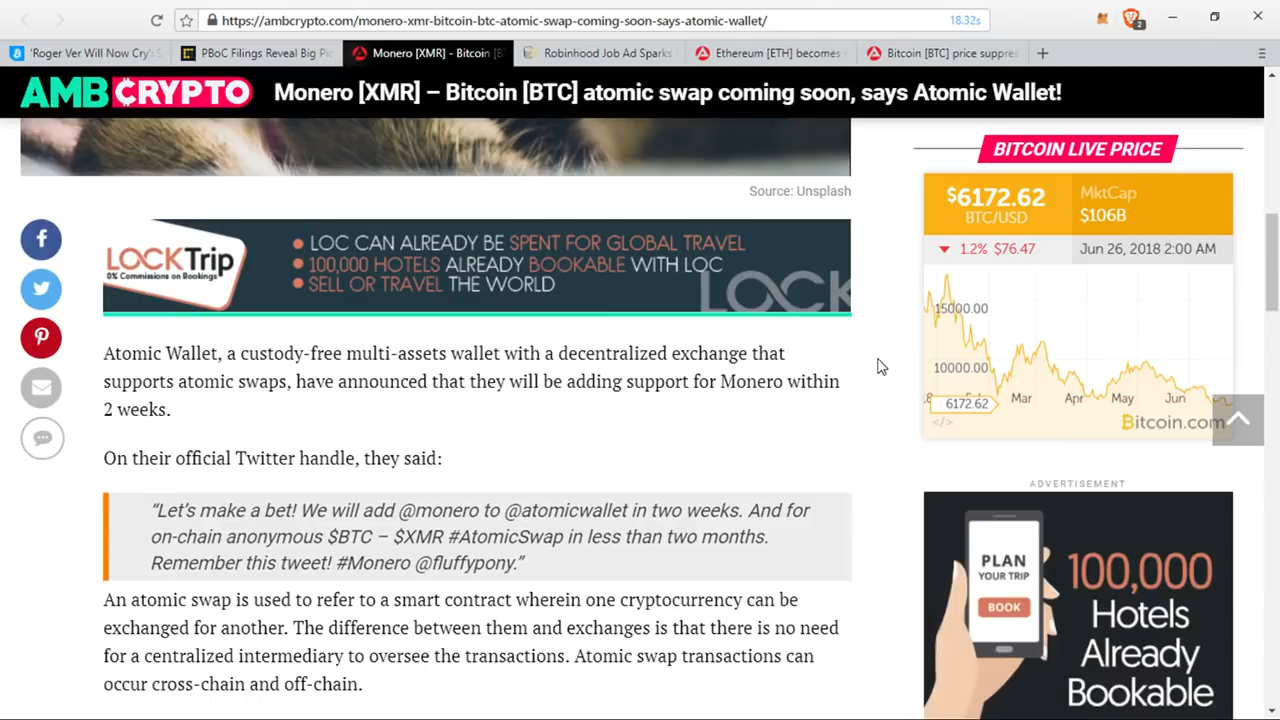 https://ambcrypto.com/monero-xmr-bitcoin-btc-atomic-swap-coming-soon-says-atomic-wallet/
18.32s
2
'Roger Ver Will Now Cry's
PBoC Filings Reveal Big Pic
Monero [XMR] – Bitcoin [B
Robinhood Job Ad Sparks
Ethereum [ETH] becomes
Bitcoin [BTC] price suppres
AMBCRYPTO
Monero [XMR] – Bitcoin [BTC] atomic swap coming soon, says Atomic Wallet!
Source: Unsplash
LOCKTrip
0% Commissions on Bookings
LOC CAN ALREADY BE SPENT FOR GLOBAL TRAVEL
100,000 HOTELS ALREADY BOOKABLE WITH LOC
SELL OR TRAVEL THE WORLD
LOCK
Atomic Wallet, a custody-free multi-assets wallet with a decentralized exchange that
supports atomic swaps, have announced that they will be adding support for Monero within
2 weeks.
On their official Twitter handle, they said:
“Let’s make a bet! We will add @monero to @atomicwallet in two weeks. And for
on-chain anonymous $BTC – $XMR #AtomicSwap in less than two months.
Remember this tweet! #Monero @fluffypony.”
An atomic swap is used to refer to a smart contract wherein one cryptocurrency can be
exchanged for another. The difference between them and exchanges is that there is no need
for a centralized intermediary to oversee the transactions. Atomic swap transactions can
occur cross-chain and off-chain.
BITCOIN LIVE PRICE
$6172.62
BTC/USD
MktCap
$106B
1.2% $76.47
Jun 26, 2018 2:00 AM
15000.00
10000.00
6172.62
Mar
Apr
May
Jun
</>
Bitcoin.com
ADVERTISEMENT
PLAN
YOUR TRIP
BOOK
100,000
Hotels
Already
Bookable